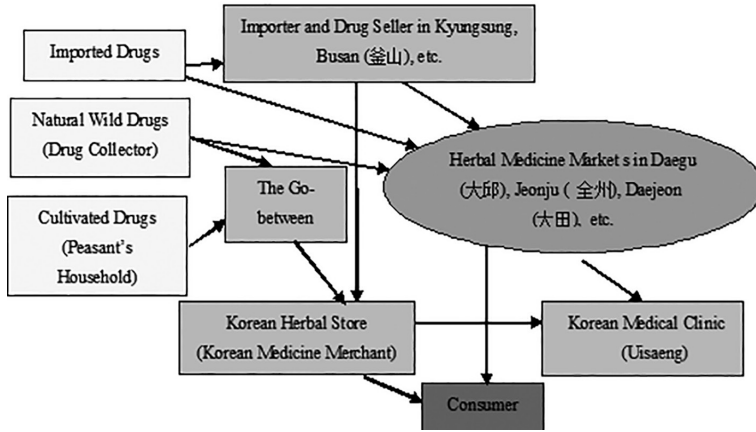 Imported Drugs
Importer and Drug Seller in Kyungsung,
Busan (釜山), etc.
Natural Wild Drugs
(Drug Collector)
The Go-
between
Herbal Medicine Market s in Daegu
(大邱), Jeonju ( 全州), Daejeon
(大田), etc.
Cultivated Drugs
(Peasant's
Household)
Korean Herbal Store
(Korean Medicine Merchant)
Korean Medical Clinic
(Uisaeng)
Consumer